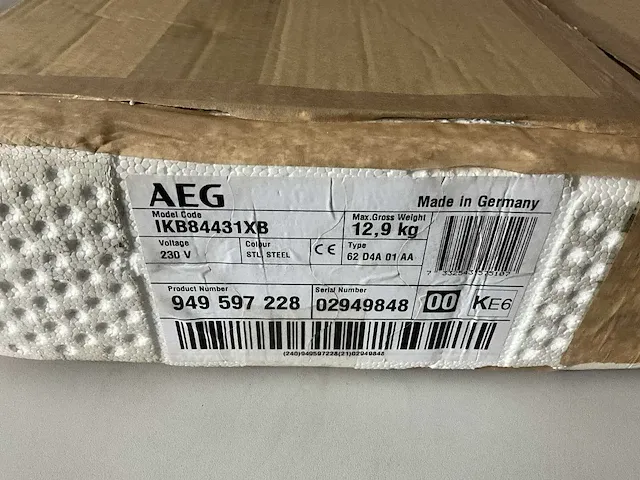 AEG
Made in Germany
Model Code
IKB84431XB
Max.Gross Weight
12,9 kg
Voltage
230 V
Colour
STL. STEEL
CE
Type
62 D4A 01 AA
Product Number
949 597 228
Serial Number
02949848
00
KE6
(240)949597228(21)02949848